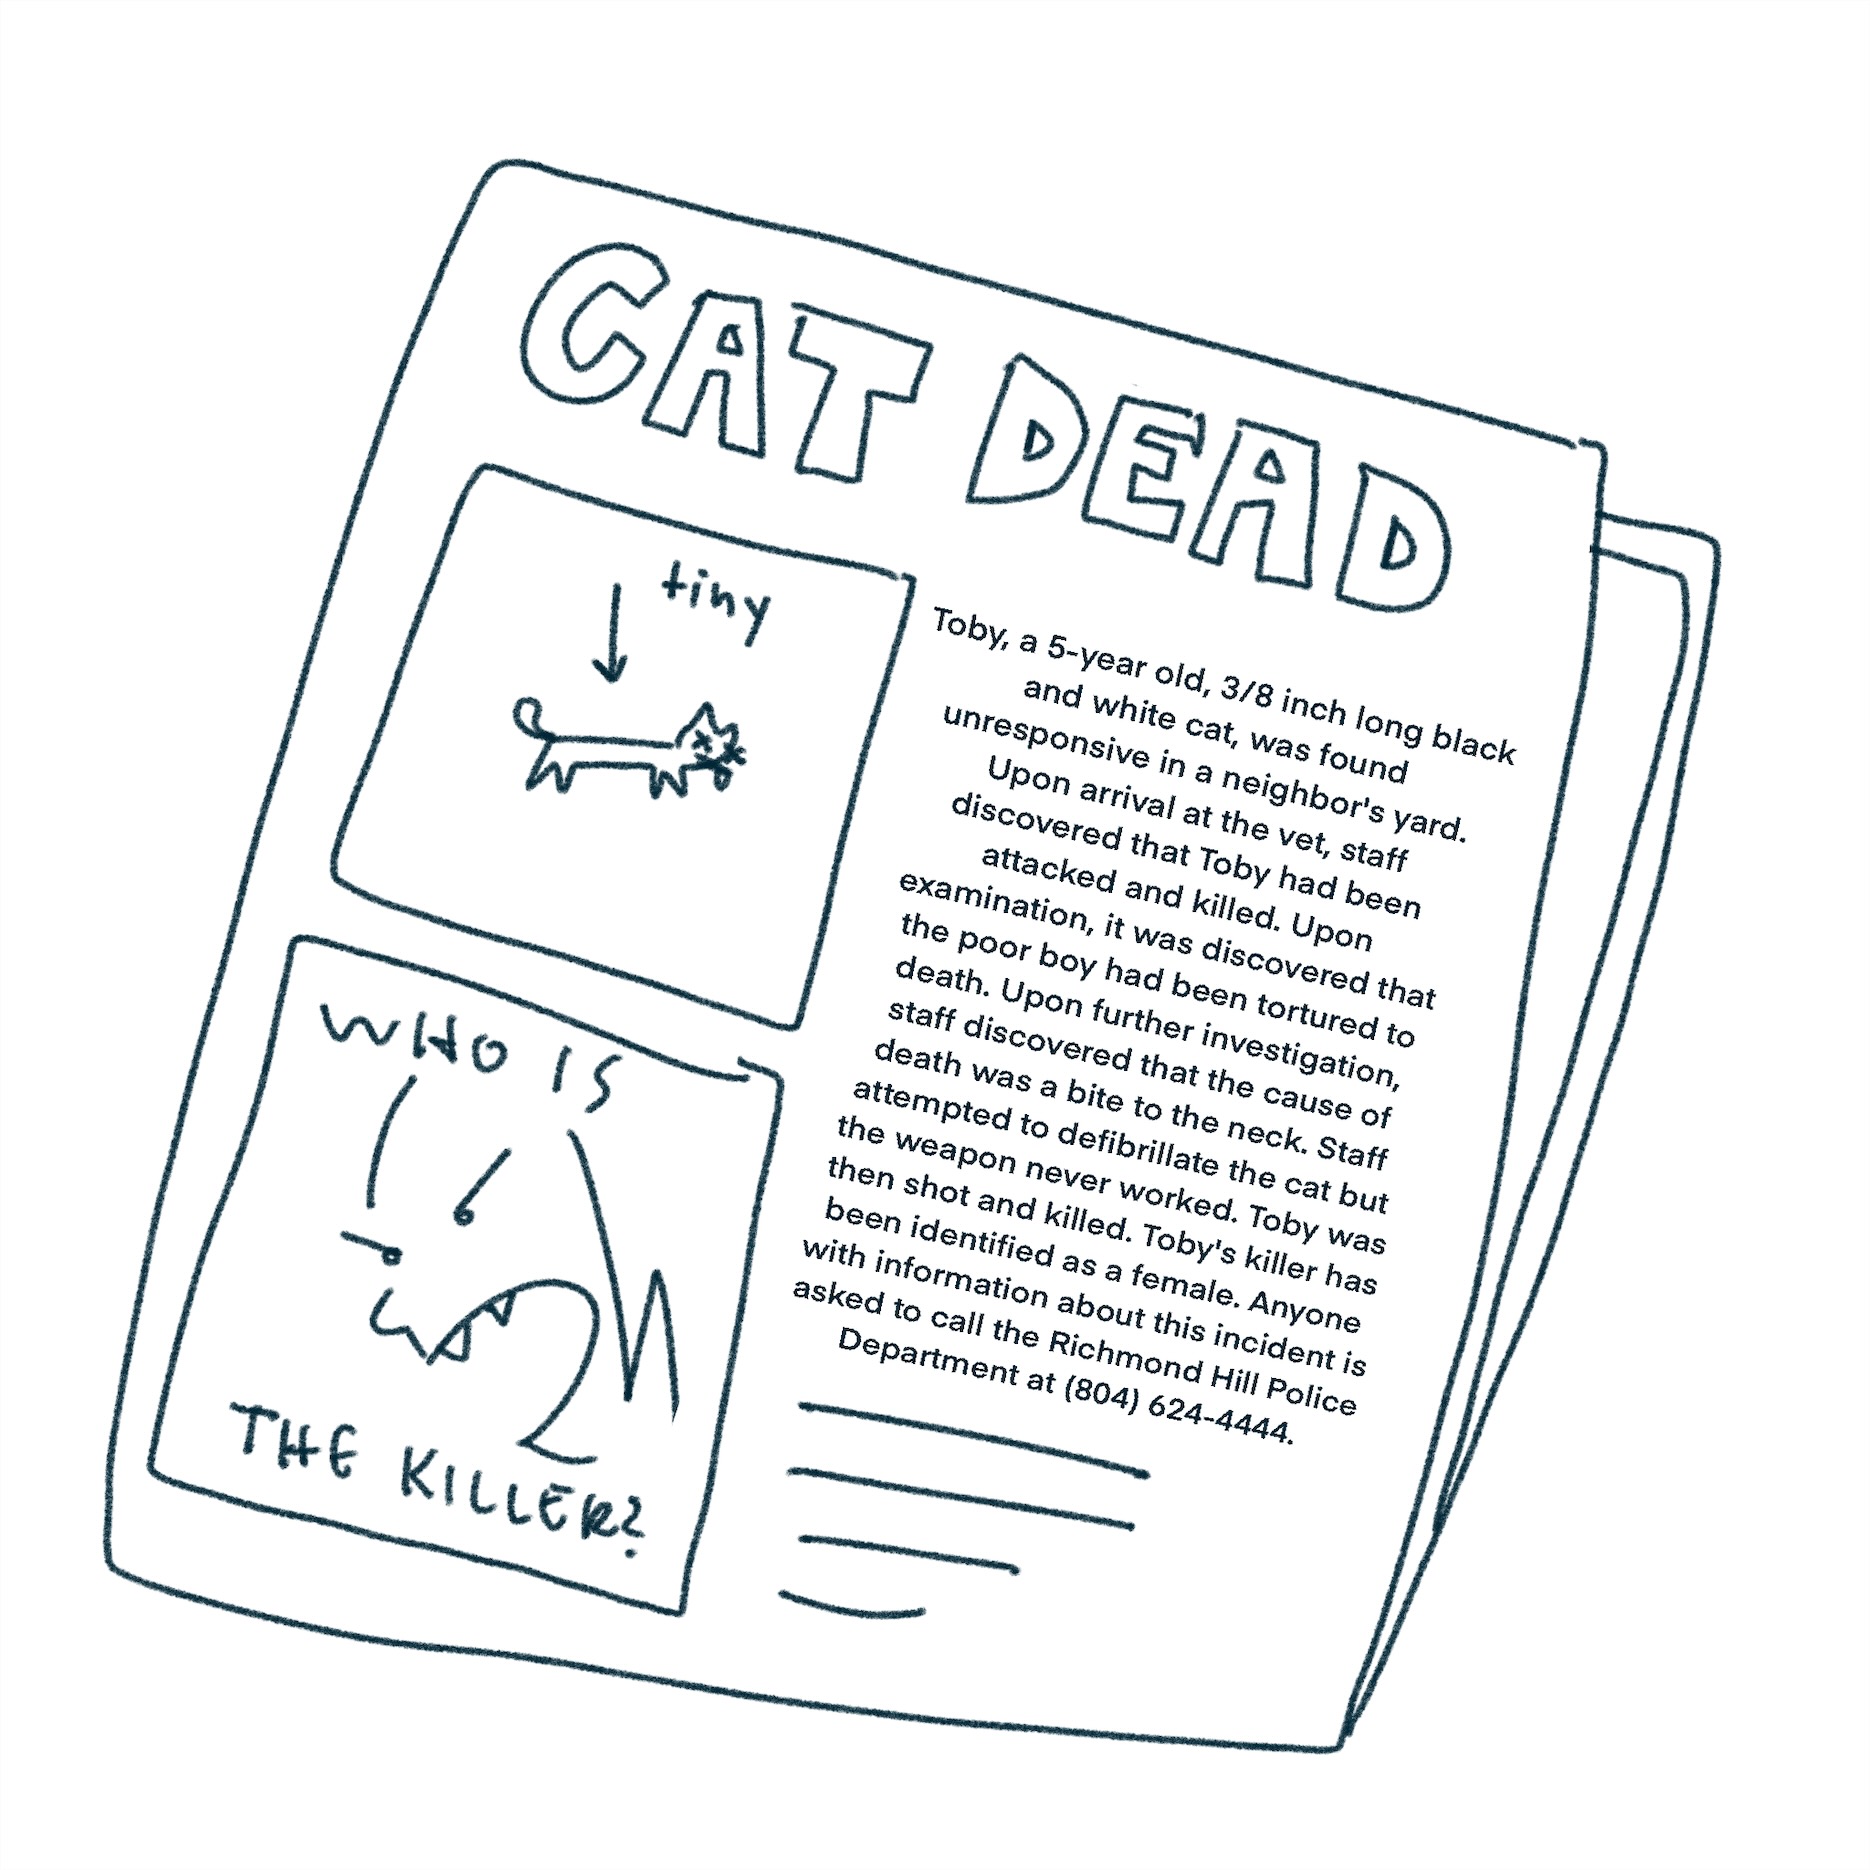 CAT DEAD
tiny
WHO IS
THE KILLER?
Toby, a 5-year old, 3/8 inch long black
and white cat, was found
unresponsive in a neighbor's yard.
Upon arrival at the vet, staff
discovered that Toby had been
attacked and killed. Upon
examination, it was discovered that
the poor boy had been tortured to
death. Upon further investigation,
staff discovered that the cause of
death was a bite to the neck. Staff
attempted to defibrillate the cat but
the weapon never worked. Toby was
then shot and killed. Toby's killer has
been identified as a female. Anyone
with information about this incident is
asked to call the Richmond Hill Police
Department at (804) 624-4444.